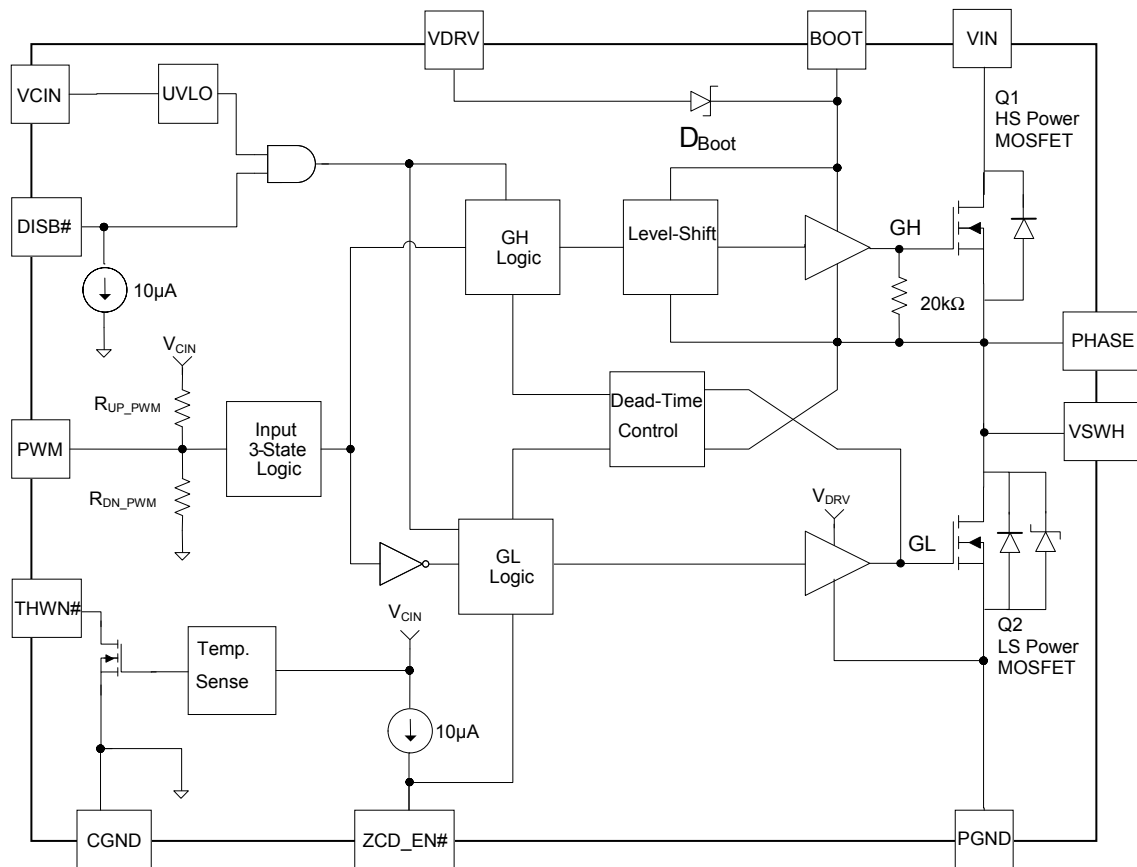 VDRV
BOOT
VIN
VCIN
UVLO
Q1
HS Power
MOSFET
DBoot
DISB#
GH
Logic
Level-Shift
GH
10µA
20kΩ
PHASE
VCIN
RUP_PWM
Dead-Time
Control
VSWH
PWM
Input
3-State
Logic
RDN_PWM
VDRV
GL
Logic
GL
THWN#
VCIN
Temp.
Sense
Q2
LS Power
MOSFET
10µA
CGND
ZCD_EN#
PGND